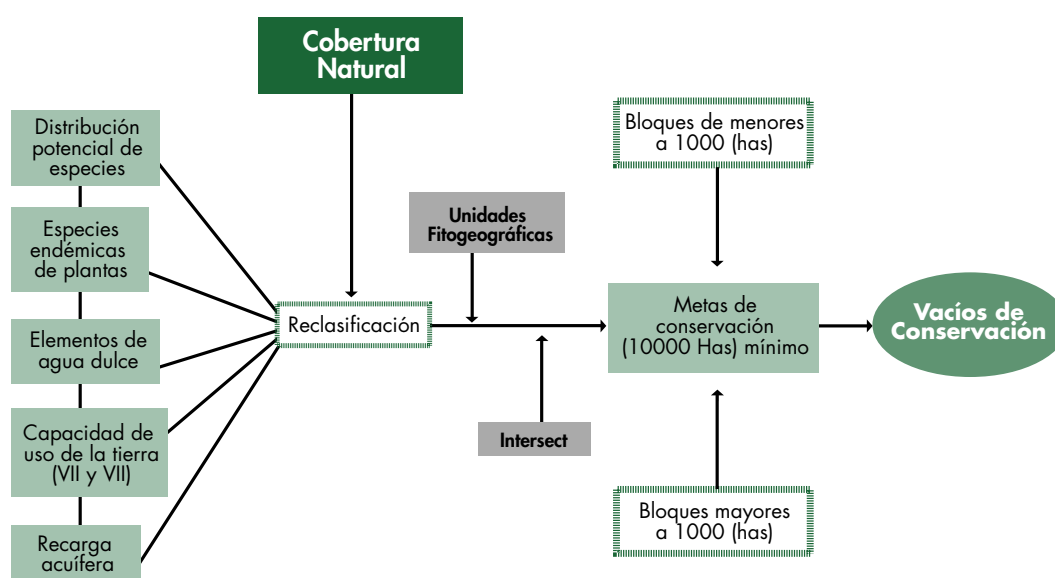 Cobertura
Natural
Distribución
potencial de
especies
Bloques de menores
a 1000 (has)
Especies
endémicas
de plantas
Unidades
Fitogeográficas
Reclasificación
Metas de
conservación
(10000 Has) mínimo
Vacíos de
Conservación
Elementos de
agua dulce
Capacidad de
uso de la tierra
(VII y VII)
Intersect
Bloques mayores
a 1000 (has)
Recarga
acuífera